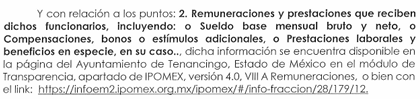 Y con relación a los puntos: 2. Remuneraciones y prestaciones que reciben
dichos funcionarios, incluyendo: o Sueldo base mensual bruto y neto, o
Compensaciones, bonos o estímulos adicionales, o Prestaciones laborales y
beneficios en especie, en su caso.., dicha información se encuentra disponible en
la página del Ayuntamiento de Tenancingo, Estado de México en el módulo de
Transparencia, apartado de IPOMEX, versión 4.0, VIII A Remuneraciones, o bien con
el link: https://infoem2.ipomex.org.mx/ipomex/#/info-fraccion/28/179/12.